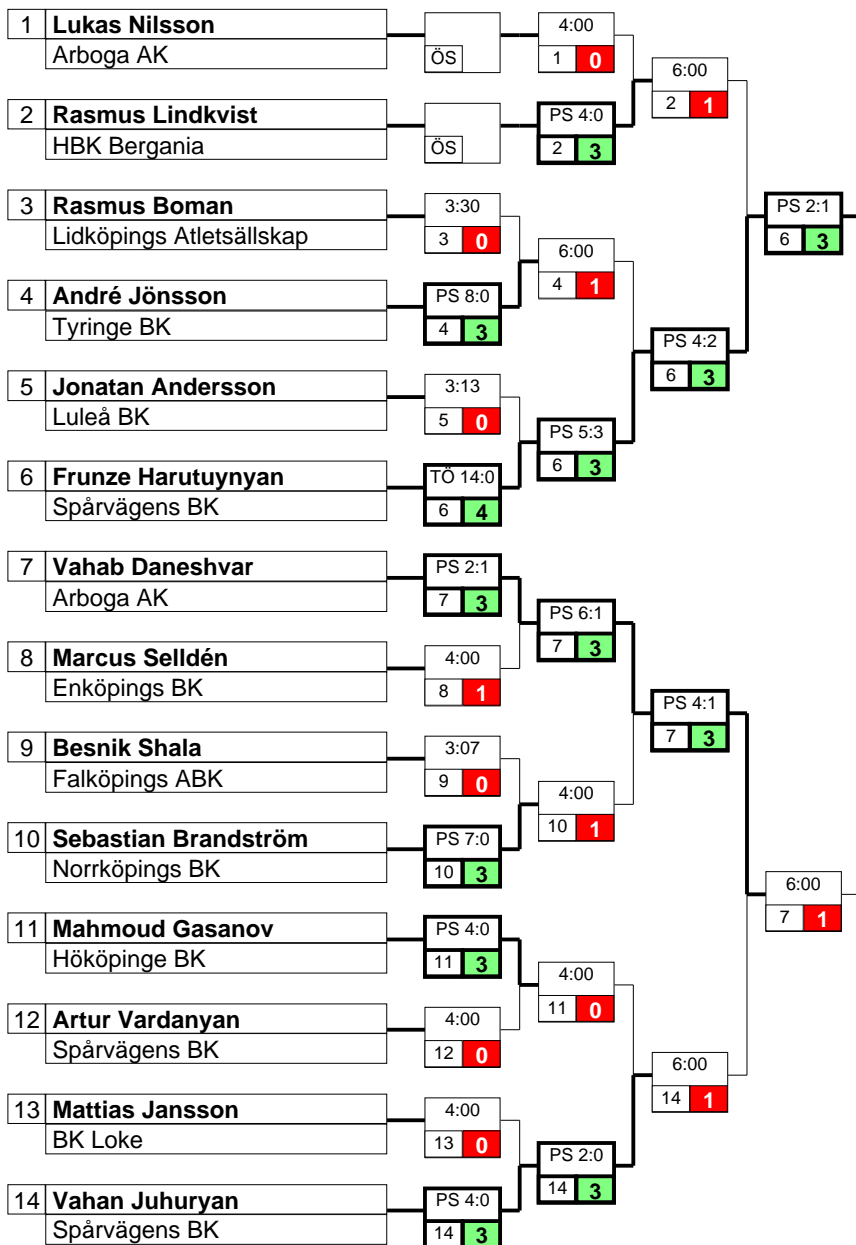 1 Lukas Nilsson
Arboga AK
ÖS
4:00
1 0
6:00
2 1
2 Rasmus Lindkvist
HBK Bergania
ÖS
PS 4:0
2 3
3 Rasmus Boman
Lidköpings Atletsällskap
3:30
3 0
PS 2:1
6 3
6:00
4 1
4 André Jönsson
Tyringe BK
PS 8:0
4 3
PS 4:2
6 3
5 Jonatan Andersson
Luleå BK
3:13
5 0
PS 5:3
6 3
6 Frunze Harutuynyan
Spårvägens BK
TÖ 14:0
6 4
7 Vahab Daneshvar
Arboga AK
PS 2:1
7 3
PS 6:1
7 3
8 Marcus Selldén
Enköpings BK
4:00
8 1
PS 4:1
7 3
9 Besnik Shala
Falköpings ABK
3:07
9 0
4:00
10 1
10 Sebastian Brandström
Norrköpings BK
PS 7:0
10 3
6:00
7 1
11 Mahmoud Gasanov
Hököpinge BK
PS 4:0
11 3
4:00
11 0
12 Artur Vardanyan
Spårvägens BK
4:00
12 0
6:00
14 1
13 Mattias Jansson
BK Loke
4:00
13 0
PS 2:0
14 3
14 Vahan Juhuryan
Spårvägens BK
PS 4:0
14 3